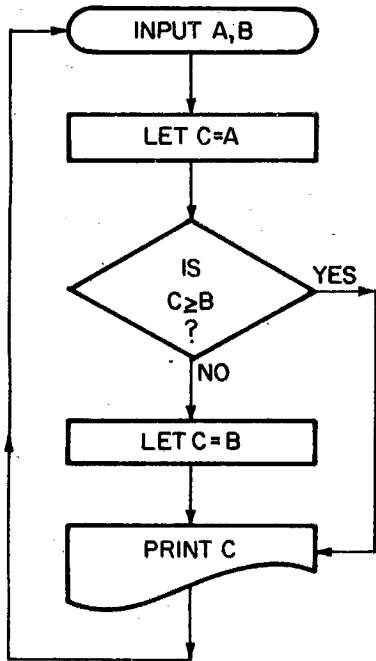 INPUT A,B
LET C=A
IS
C≥B
?
YES
NO
LET C=B
PRINT C